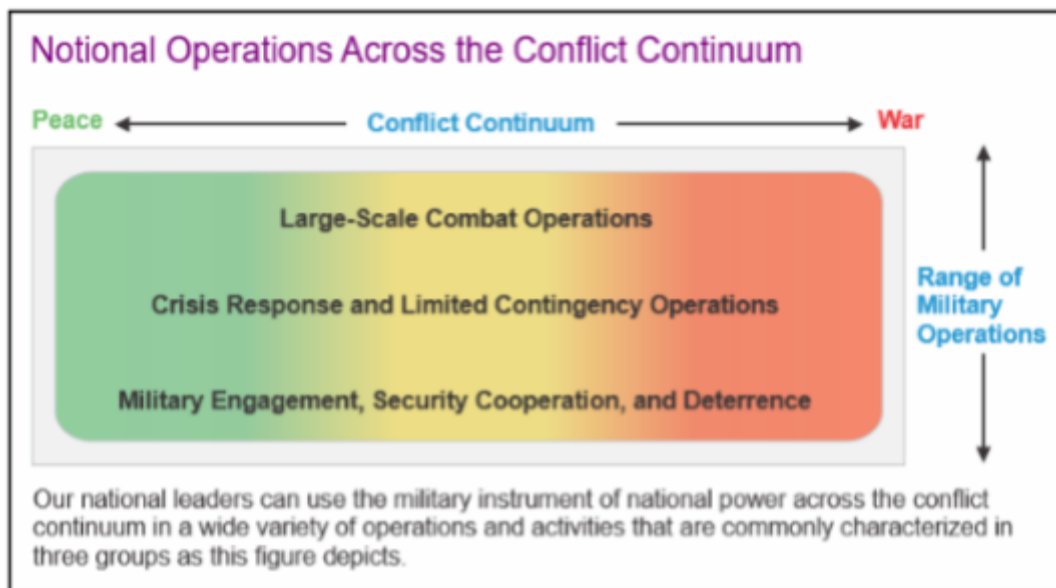 Notional Operations Across the Conflict Continuum
Peace Conflict Continuum War
Large-Scale Combat Operations
Crisis Response and Limited Contingency Operations
Military Engagement, Security Cooperation, and Deterrence
Range of
Military
Operations
Our national leaders can use the military instrument of national power across the conflict
continuum in a wide variety of operations and activities that are commonly characterized in
three groups as this figure depicts.